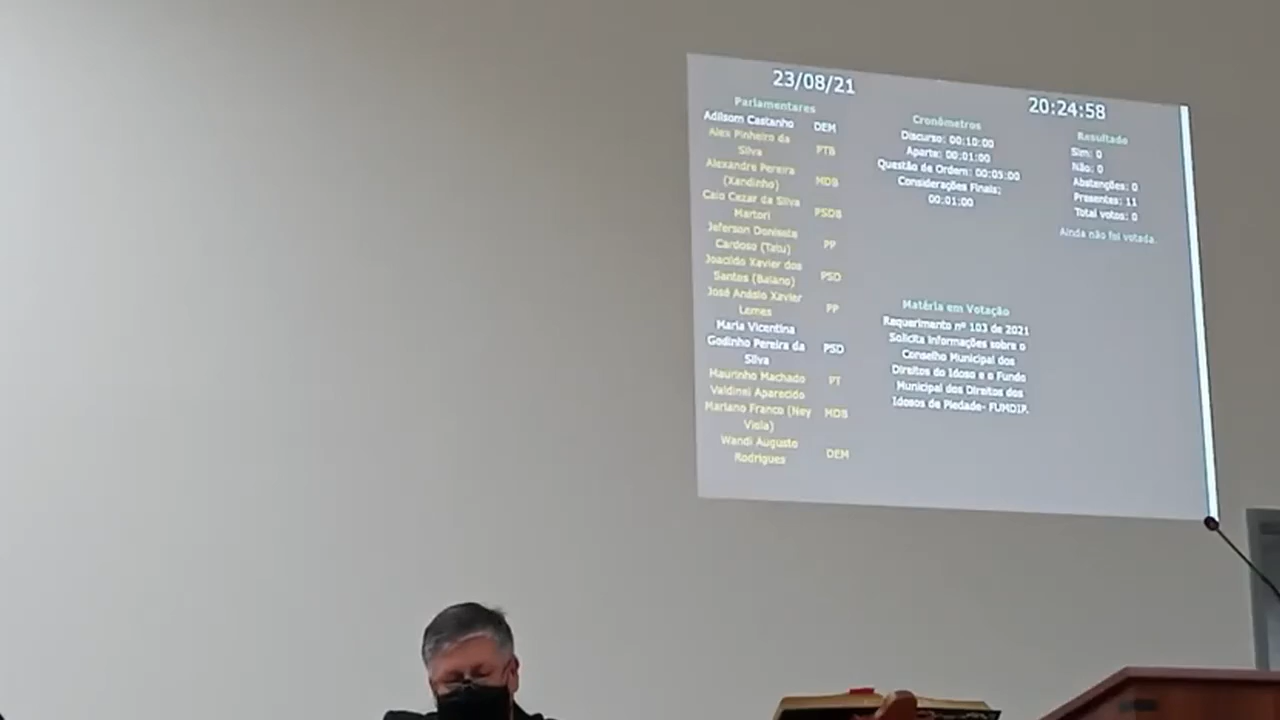 23/08/21
20:24:58
Parlamentares
Adilsom Castanho DEM
Alex Pinheiro da
Silva PTB
Alexandre Pereira
(Xandinho) MDB
Caio Cezar da Silva
Martori PSDB
Jeferson Donisete
Cardoso (Tatu) PP
Joacildo Xavier dos
Santos (Baiano) PSD
José Anésio Xavier
Lemes PP
Maria Vicentina
Godinho Pereira da
Silva PSD
Maurinho Machado PT
Valdinei Aparecido
Mariano Franco (Ney
Viola) MDB
Wandi Augusto
Rodrigues DEM
Cronômetros
Discurso: 00:10:00
Aparte: 00:01:00
Questão de Ordem: 00:05:00
Considerações Finais:
00:01:00
Resultado
Sim: 0
Não: 0
Abstenções: 0
Presentes: 11
Total votos: 0
Ainda não foi votada.
Matéria em Votação
Requerimento nº 103 de 2021
Solicita informações sobre o
Conselho Municipal dos
Direitos do Idoso e o Fundo
Municipal dos Direitos dos
Idosos de Piedade- FUMDIP.